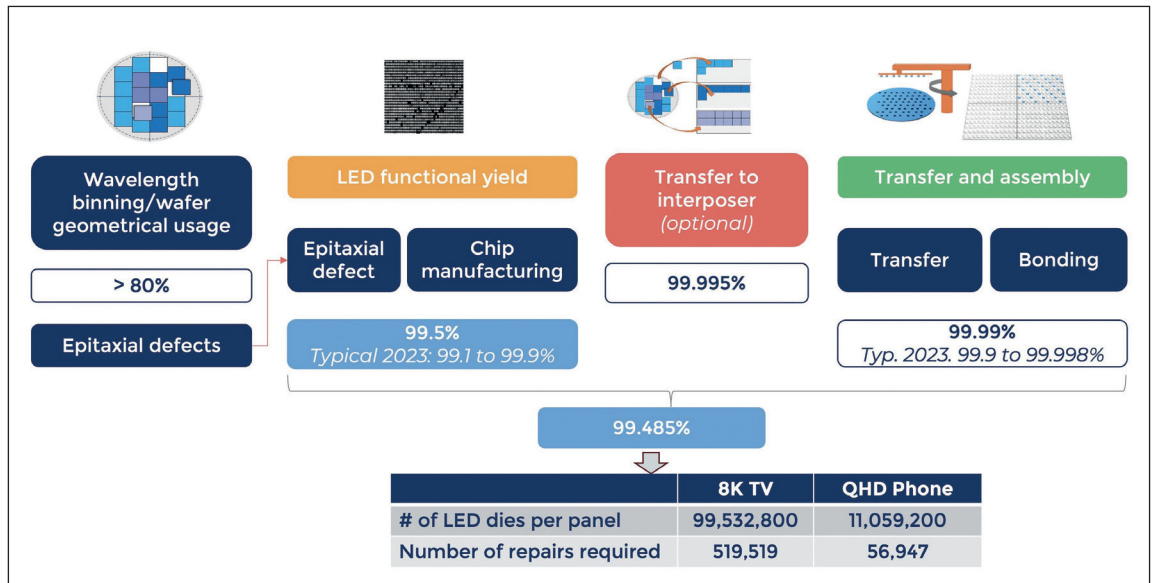 Wavelength
binning/wafer
geometrical usage
> 80%
Epitaxial defects
LED functional yield
Epitaxial
defect
Chip
manufacturing
99.5%
Typical 2023: 99.1 to 99.9%
Transfer to
interposer
(optional)
99.995%
Transfer and assembly
Transfer
Bonding
99.99%
Typ. 2023. 99.9 to 99.998%
99.485%
8K TV QHD Phone
# of LED dies per panel 99,532,800 11,059,200
Number of repairs required 519,519 56,947